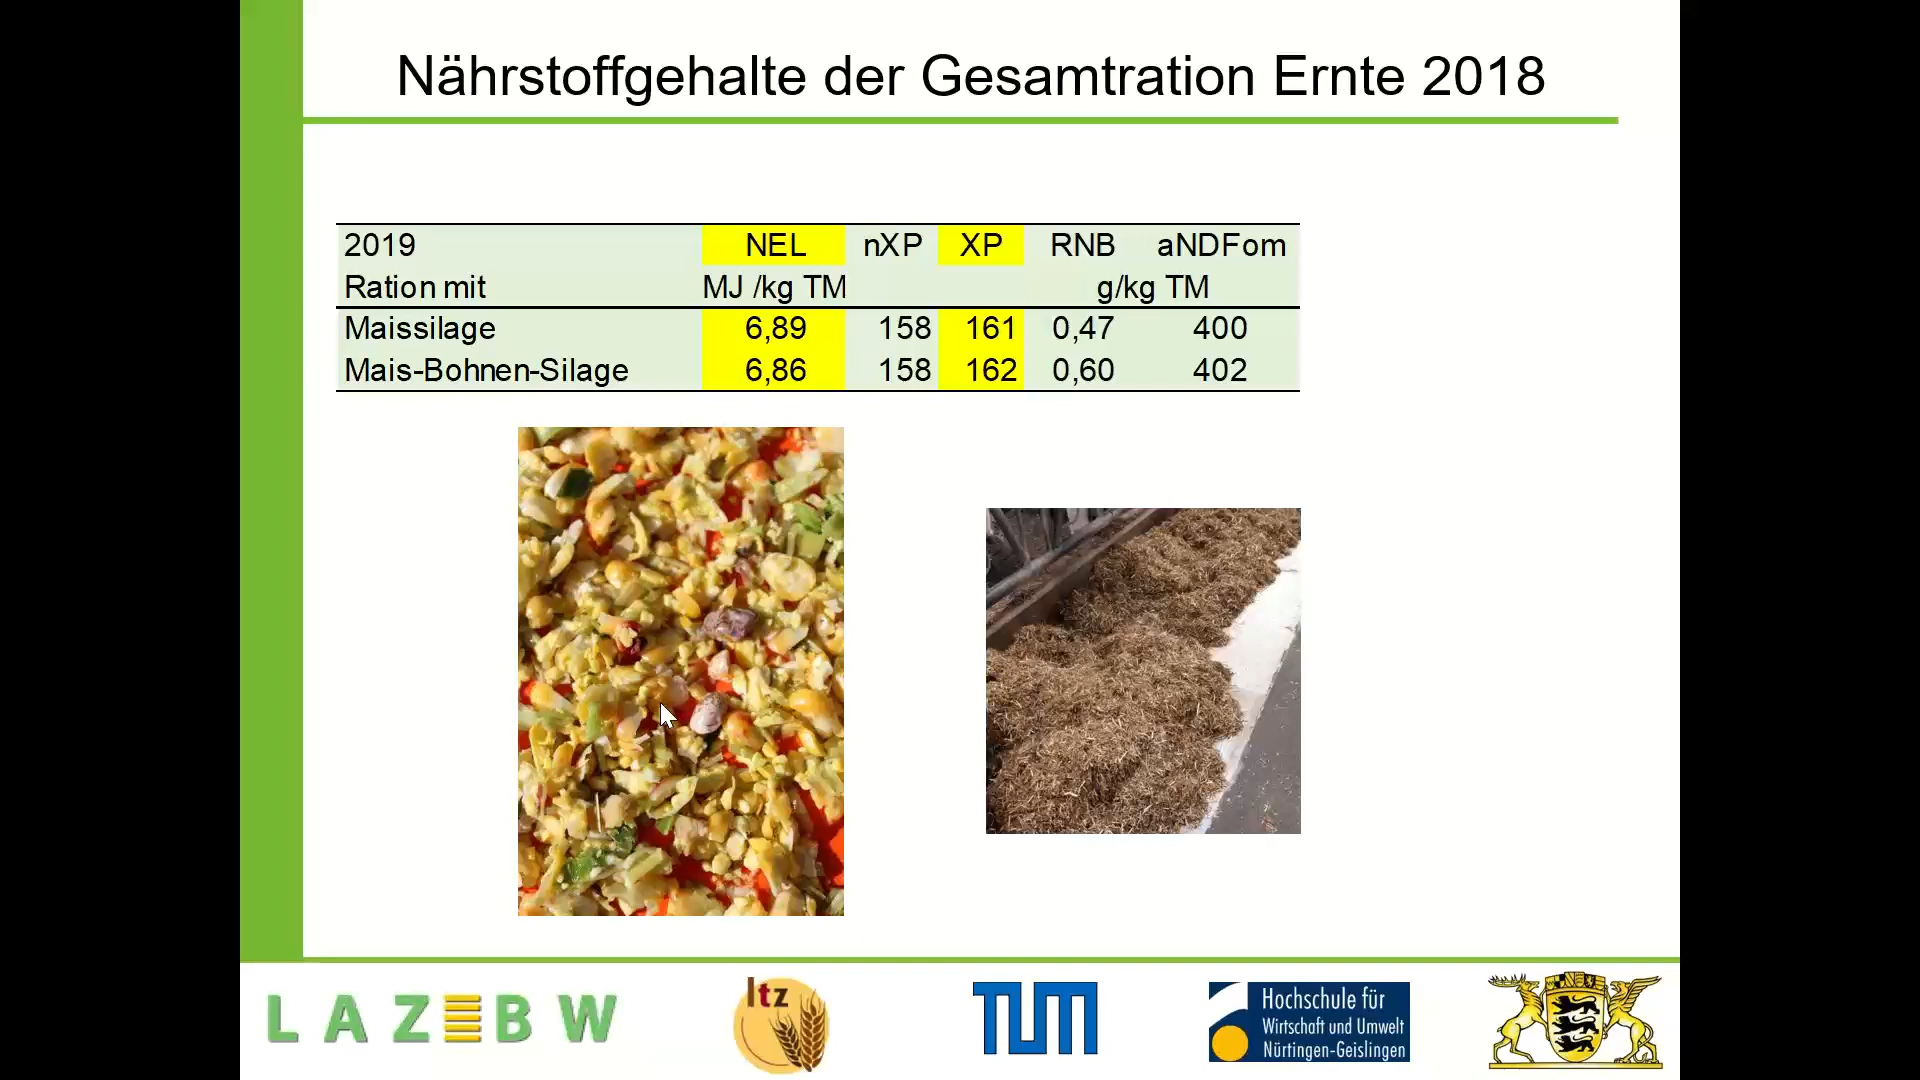 Nährstoffgehalte der Gesamtration Ernte 2018
2019 NEL nXP XP RNB aNDFom
Ration mit MJ /kg TM g/kg TM
Maissilage 6,89 158 161 0,47 400
Mais-Bohnen-Silage 6,86 158 162 0,60 402
LAZBW
ltz
TUM
Hochschule für
Wirtschaft und Umwelt
Nürtingen-Geislingen